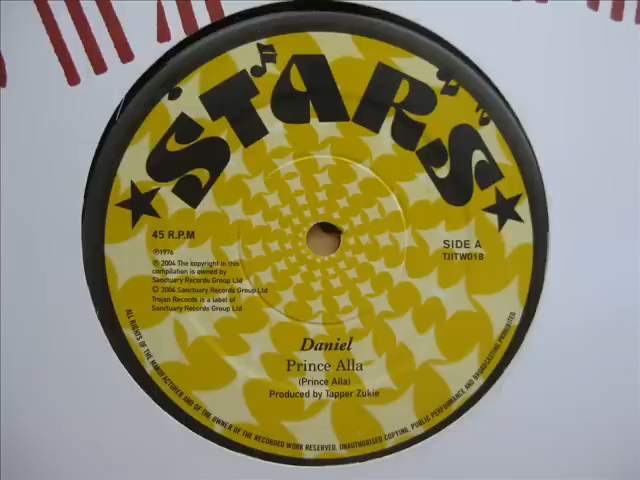 STARS
45 R.P.M
℗1976
℗ 2004 The copyright in this
compilation is owned by
Sanctuary Records Group Ltd
© 2004 Sanctuary Records Group Ltd
Trojan Records is a label of
Sanctuary Records Group Ltd
SIDE A
TJITW018
Daniel
Prince Alla
(Prince Alla)
Produced by Tapper Zukie
ALL RIGHTS OF THE MANUFACTURER AND OF THE OWNER OF THE RECORDED WORK RESERVED. UNAUTHORISED COPYING, PUBLIC PERFORMANCE AND BROADCASTING PROHIBITED